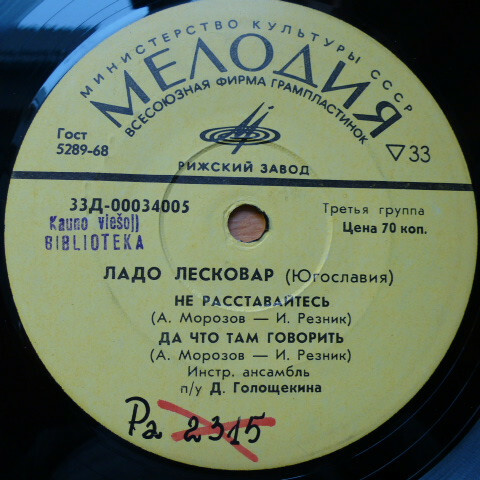 МИНИСТЕРСТВО КУЛЬТУРЫ СССР
МЕЛОДИЯ
ВСЕСОЮЗНАЯ ФИРМА ГРАМПЛАСТИНОК
Гост
5289-68
▽33
РИЖСКИЙ ЗАВОД
33Д-00034005
Третья группа
Цена 70 коп.
Kauno viešoji
BIBLIOTEKA
ЛАДО ЛЕСКОВАР (Югославия)
НЕ РАССТАВАЙТЕСЬ
(А. Морозов — И. Резник)
ДА ЧТО ТАМ ГОВОРИТЬ
(А. Морозов — И. Резник)
Инстр. ансамбль
п/у Д. Голощекина
Pa 2315